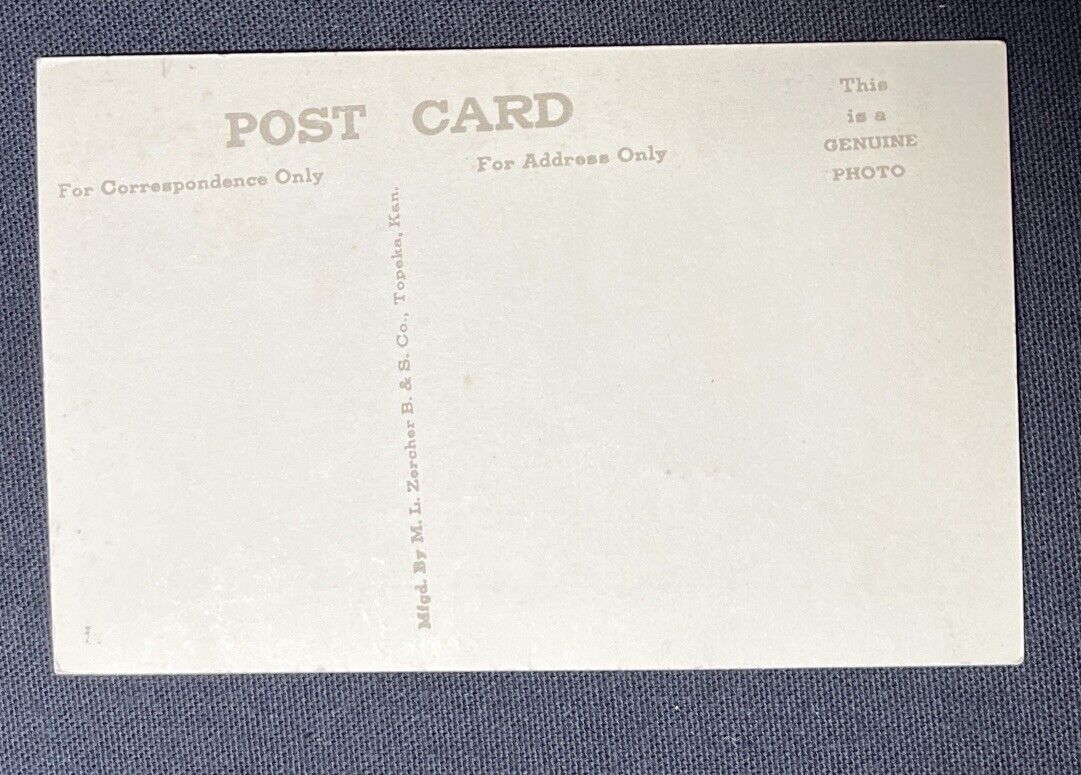 POST CARD
This
is a
GENUINE
PHOTO
For Correspondence Only
For Address Only
Mfgd. By M. L. Zercher B. & S. Co., Topeka, Kan.